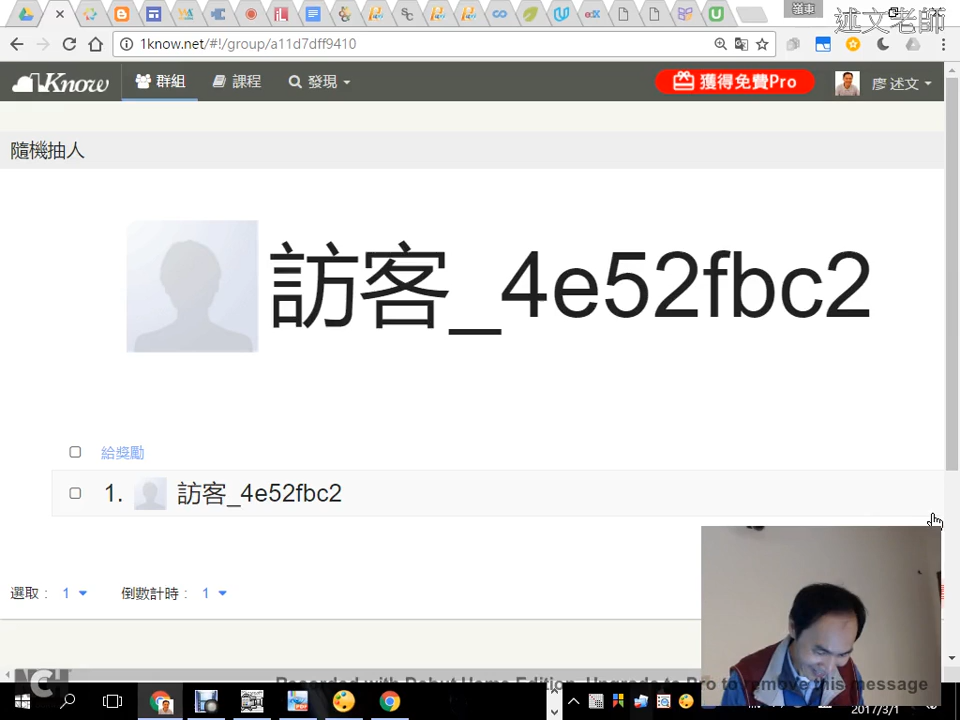 述文老師
1know.net/#!/group/a11d7dff9410
1Know
群組
課程
發現
獲得免費Pro
廖 述文
隨機抽人
訪客_4e52fbc2
給獎勵
1. 訪客_4e52fbc2
選取： 1
倒數計時： 1
NCH
Recorded with Debut Home Edition. Upgrade to Pro to remove this message
2017/3/1